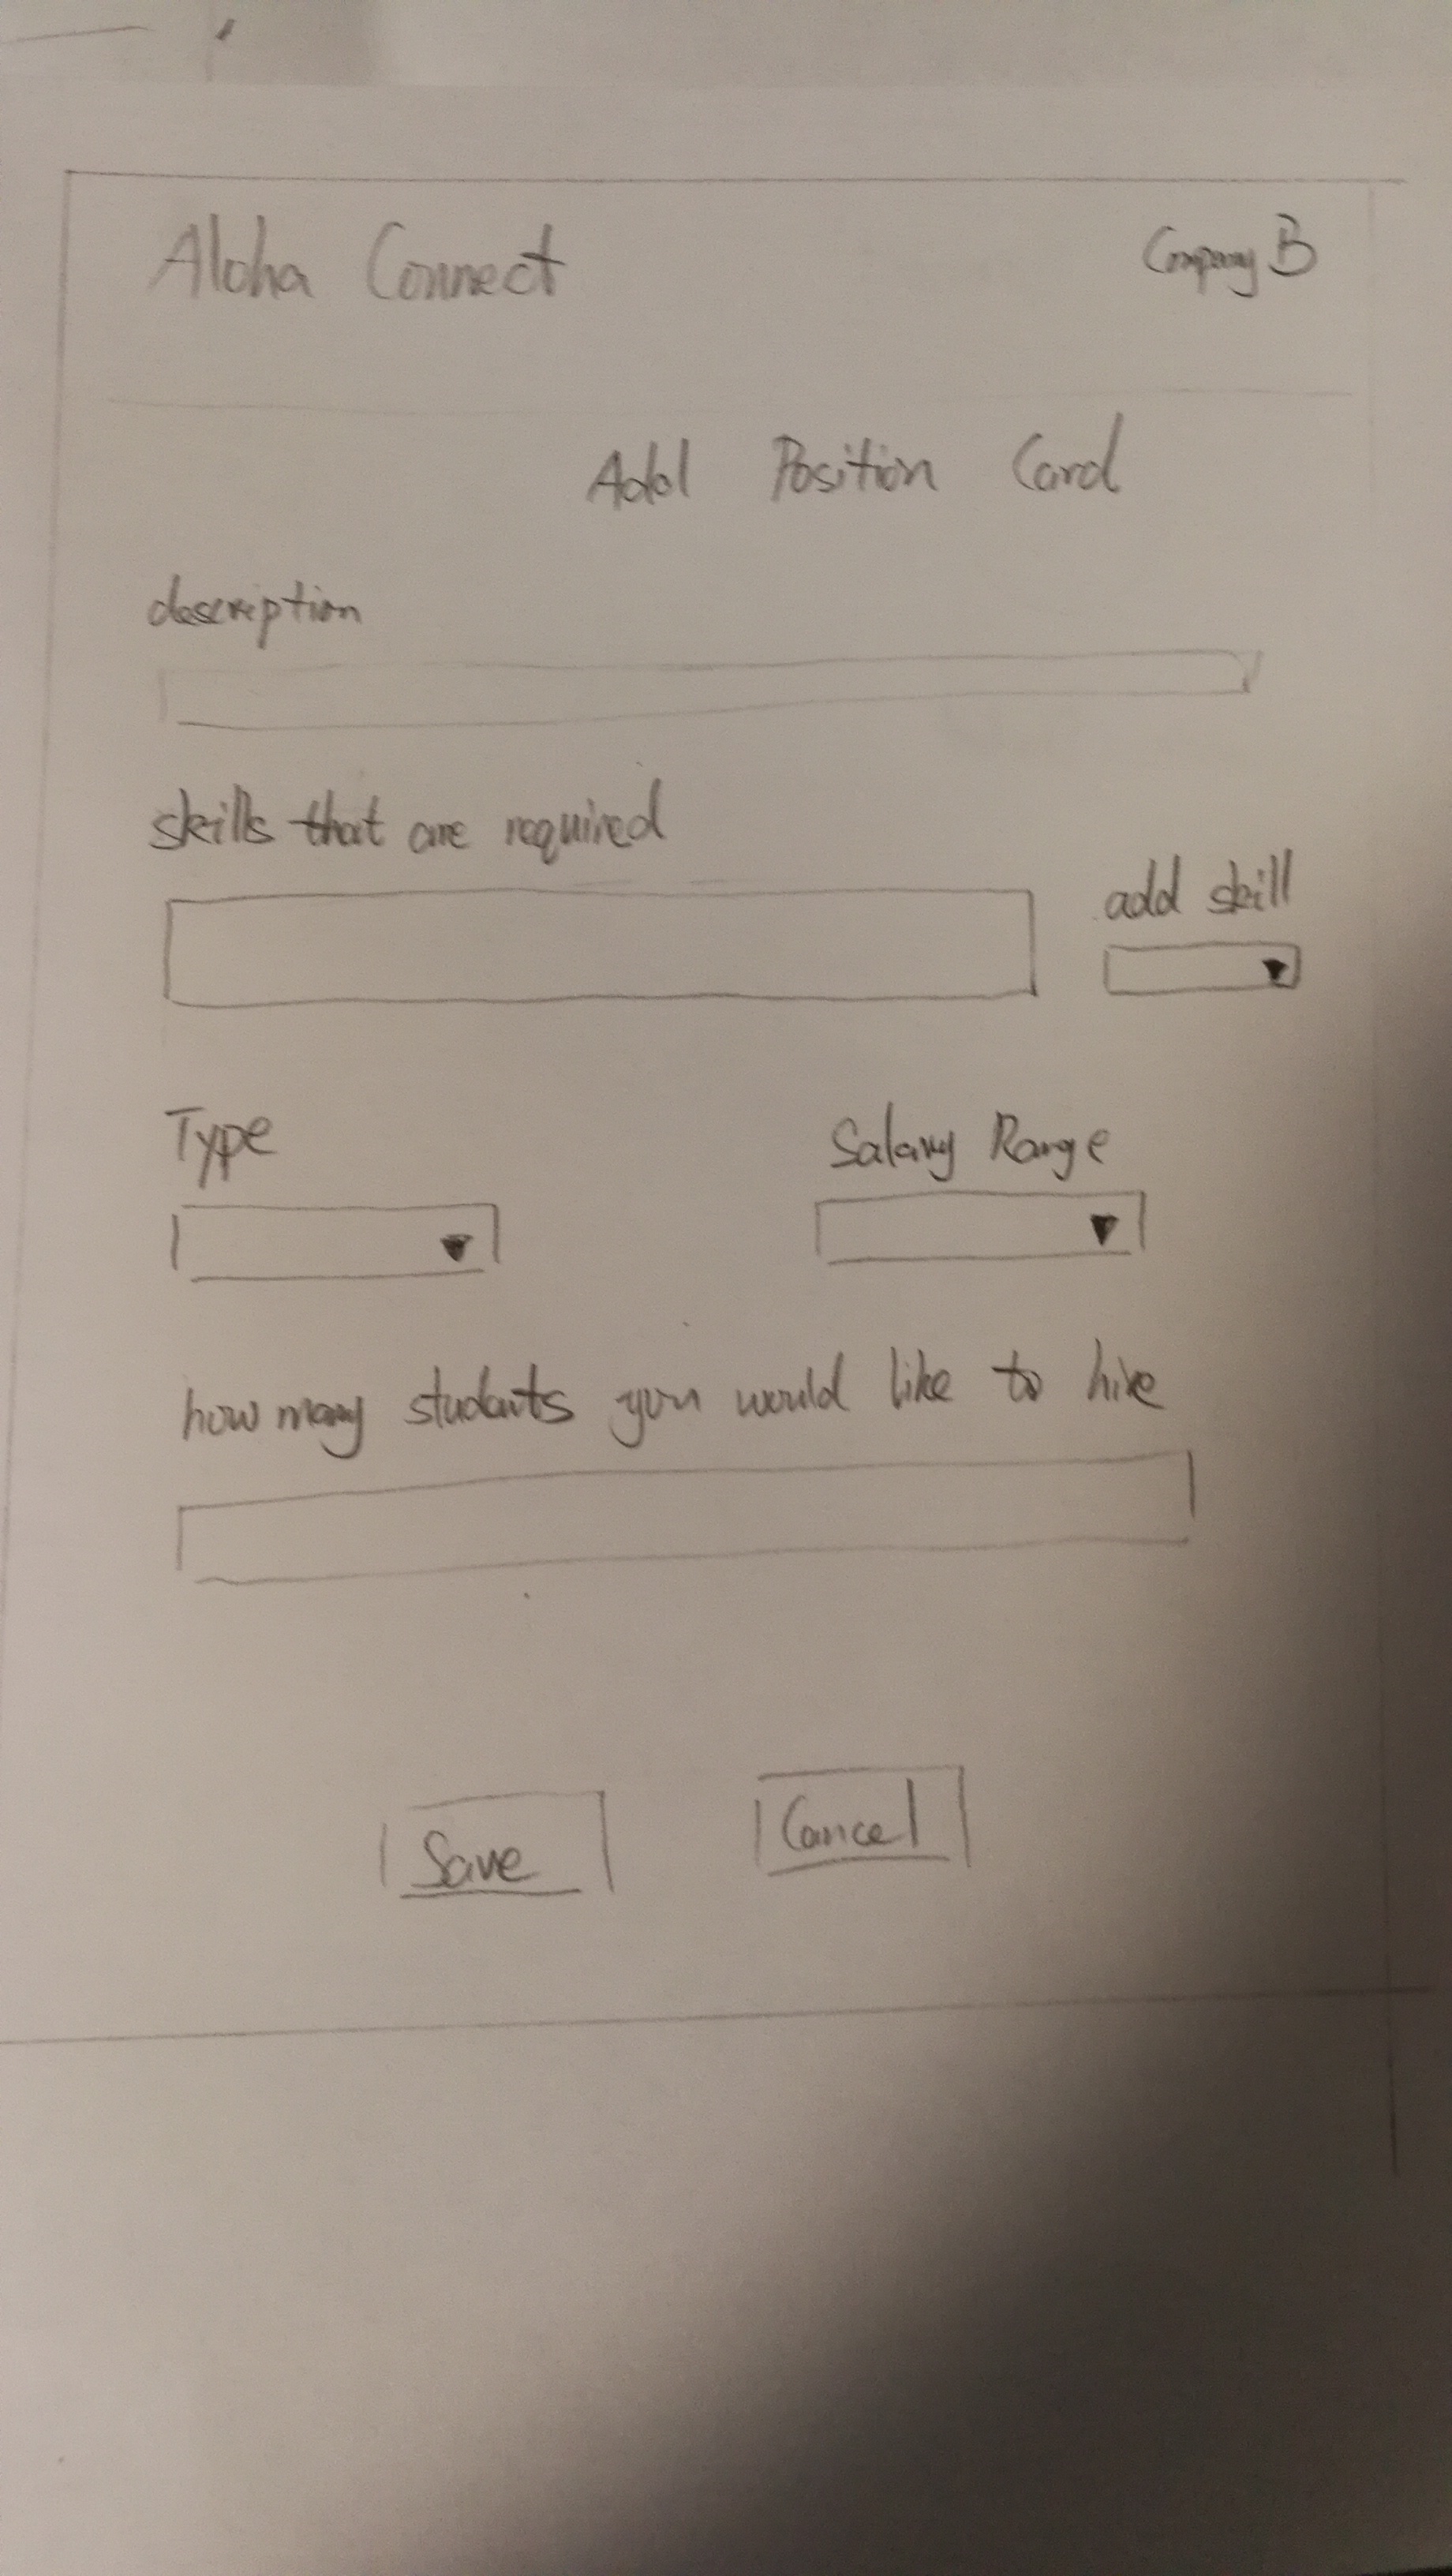 Aloha Connect
Company B
Add Position Card
description
skills that are required
add skill
Type
Salary Range
how many students you would like to hire
Save
Cancel